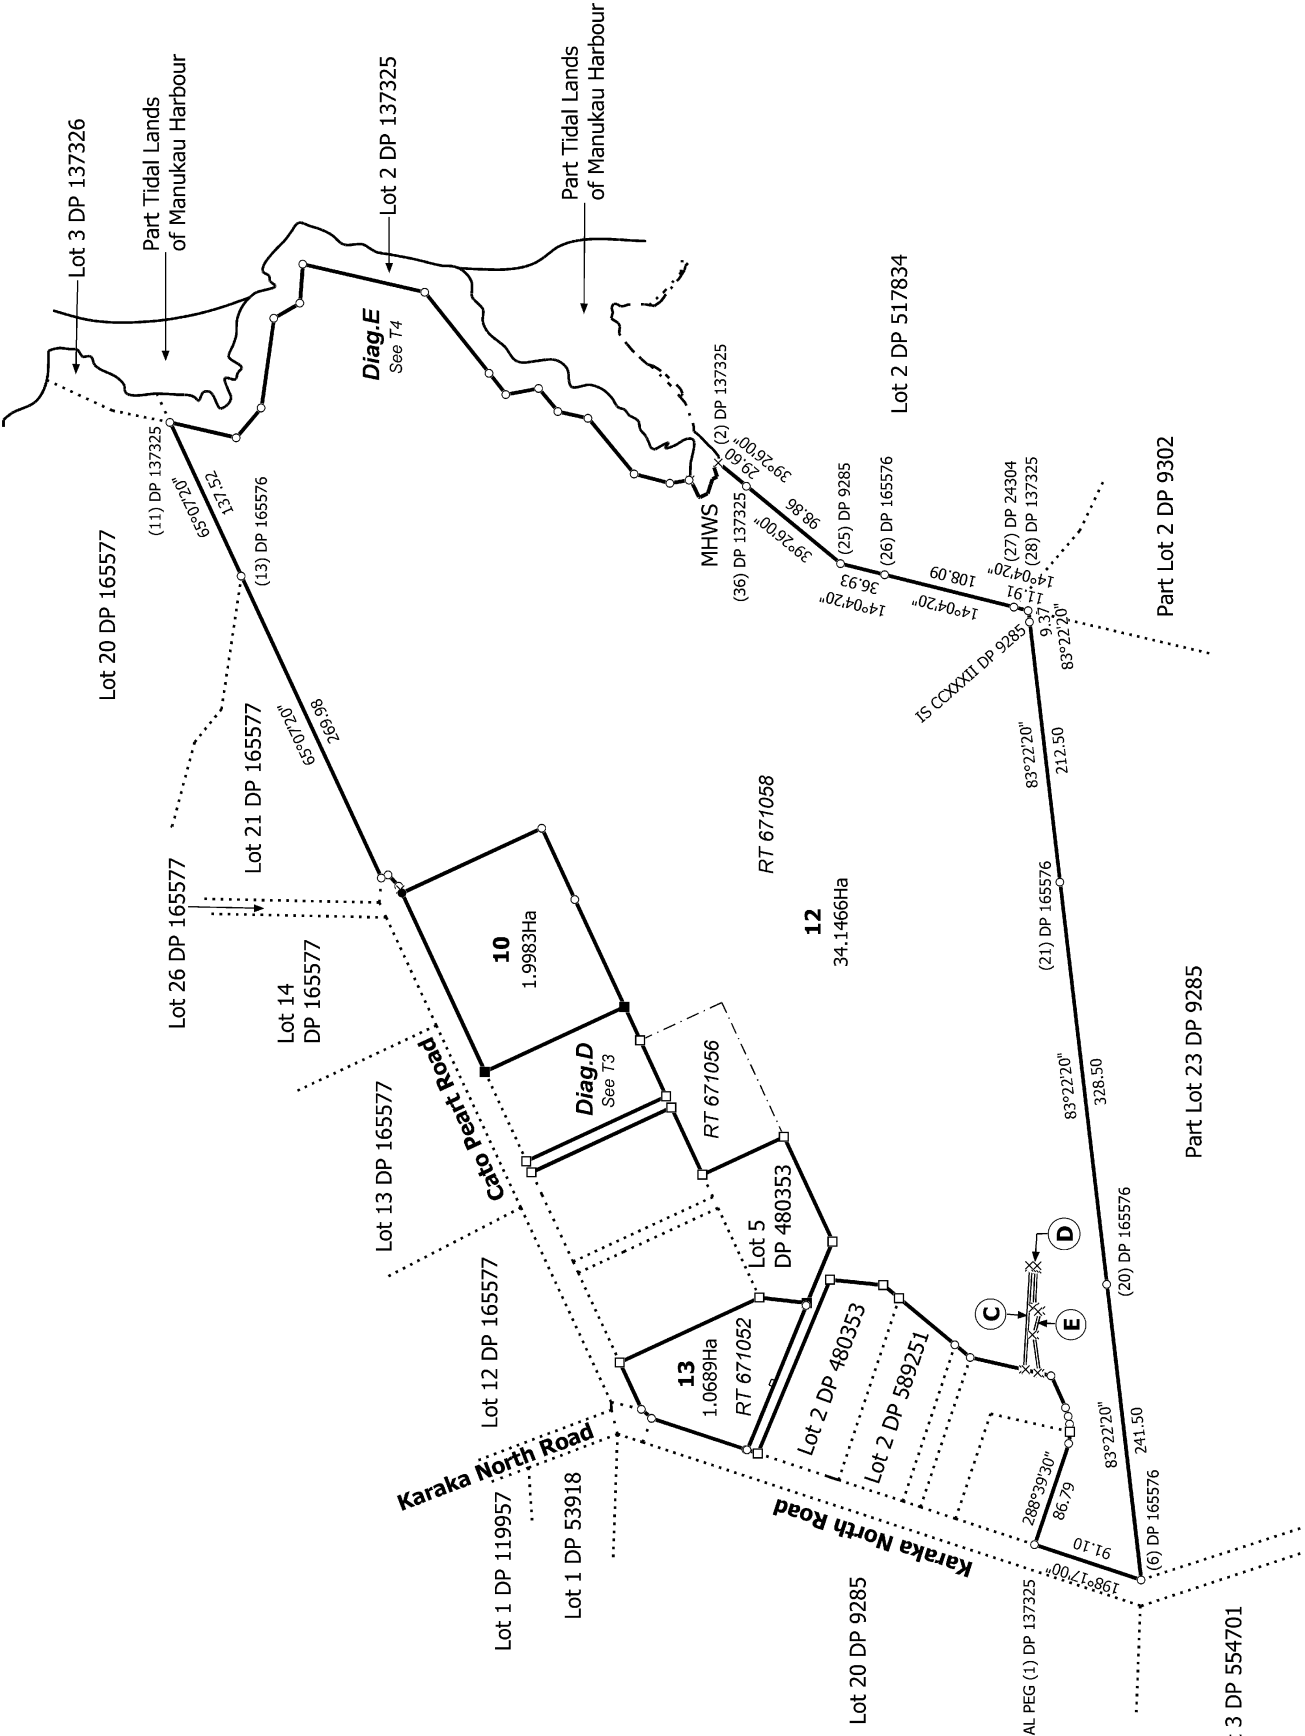 Lot 3 DP 137326
Part Tidal Lands
of Manukau Harbour
Lot 2 DP 137325
Part Tidal Lands
of Manukau Harbour
(11) DP 137325
65°07'20"
137.52
(13) DP 165576
Lot 20 DP 165577
Diag.E
See T4
Lot 2 DP 517834
(2) DP 137325
29.60
39°26'00"
MHWS
(36) DP 137325
98.86
39°26'00"
(25) DP 9285
36.93
14°04'20"
(26) DP 165576
108.09
14°04'20"
(27) DP 24304
(28) DP 137325
11.91
14°04'20"
9.37
83°22'20"
IS CCXXXII DP 9285
Part Lot 2 DP 9302
65°07'20"
269.98
Lot 21 DP 165577
Lot 26 DP 165577
Lot 14
DP 165577
10
1.9983Ha
RT 671058
12
34.1466Ha
83°22'20"
212.50
(21) DP 165576
Part Lot 23 DP 9285
Cato Peart Road
Lot 13 DP 165577
Diag.D
See T3
RT 671056
83°22'20"
328.50
(20) DP 165576
Lot 5
DP 480353
Lot 12 DP 165577
13
1.0689Ha
RT 671052
Lot 2 DP 480353
Lot 2 DP 589251
C
D
E
83°22'20"
241.50
(6) DP 165576
288°39'30"
86.79
91.10
198°17'00"
Karaka North Road
Karaka North Road
Lot 1 DP 119957
Lot 1 DP 53918
Lot 20 DP 9285
AL PEG (1) DP 137325
3 DP 554701